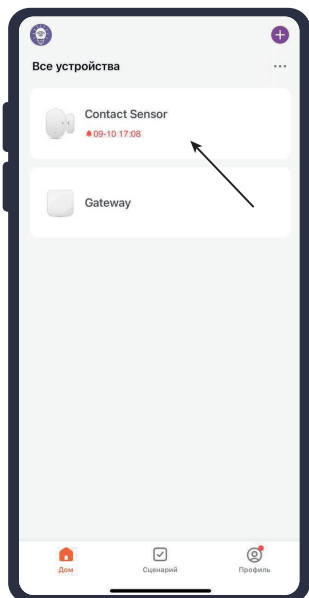 Все устройства
Contact Sensor
09-10 17:08
Gateway
Дом
Сценарий
Профиль